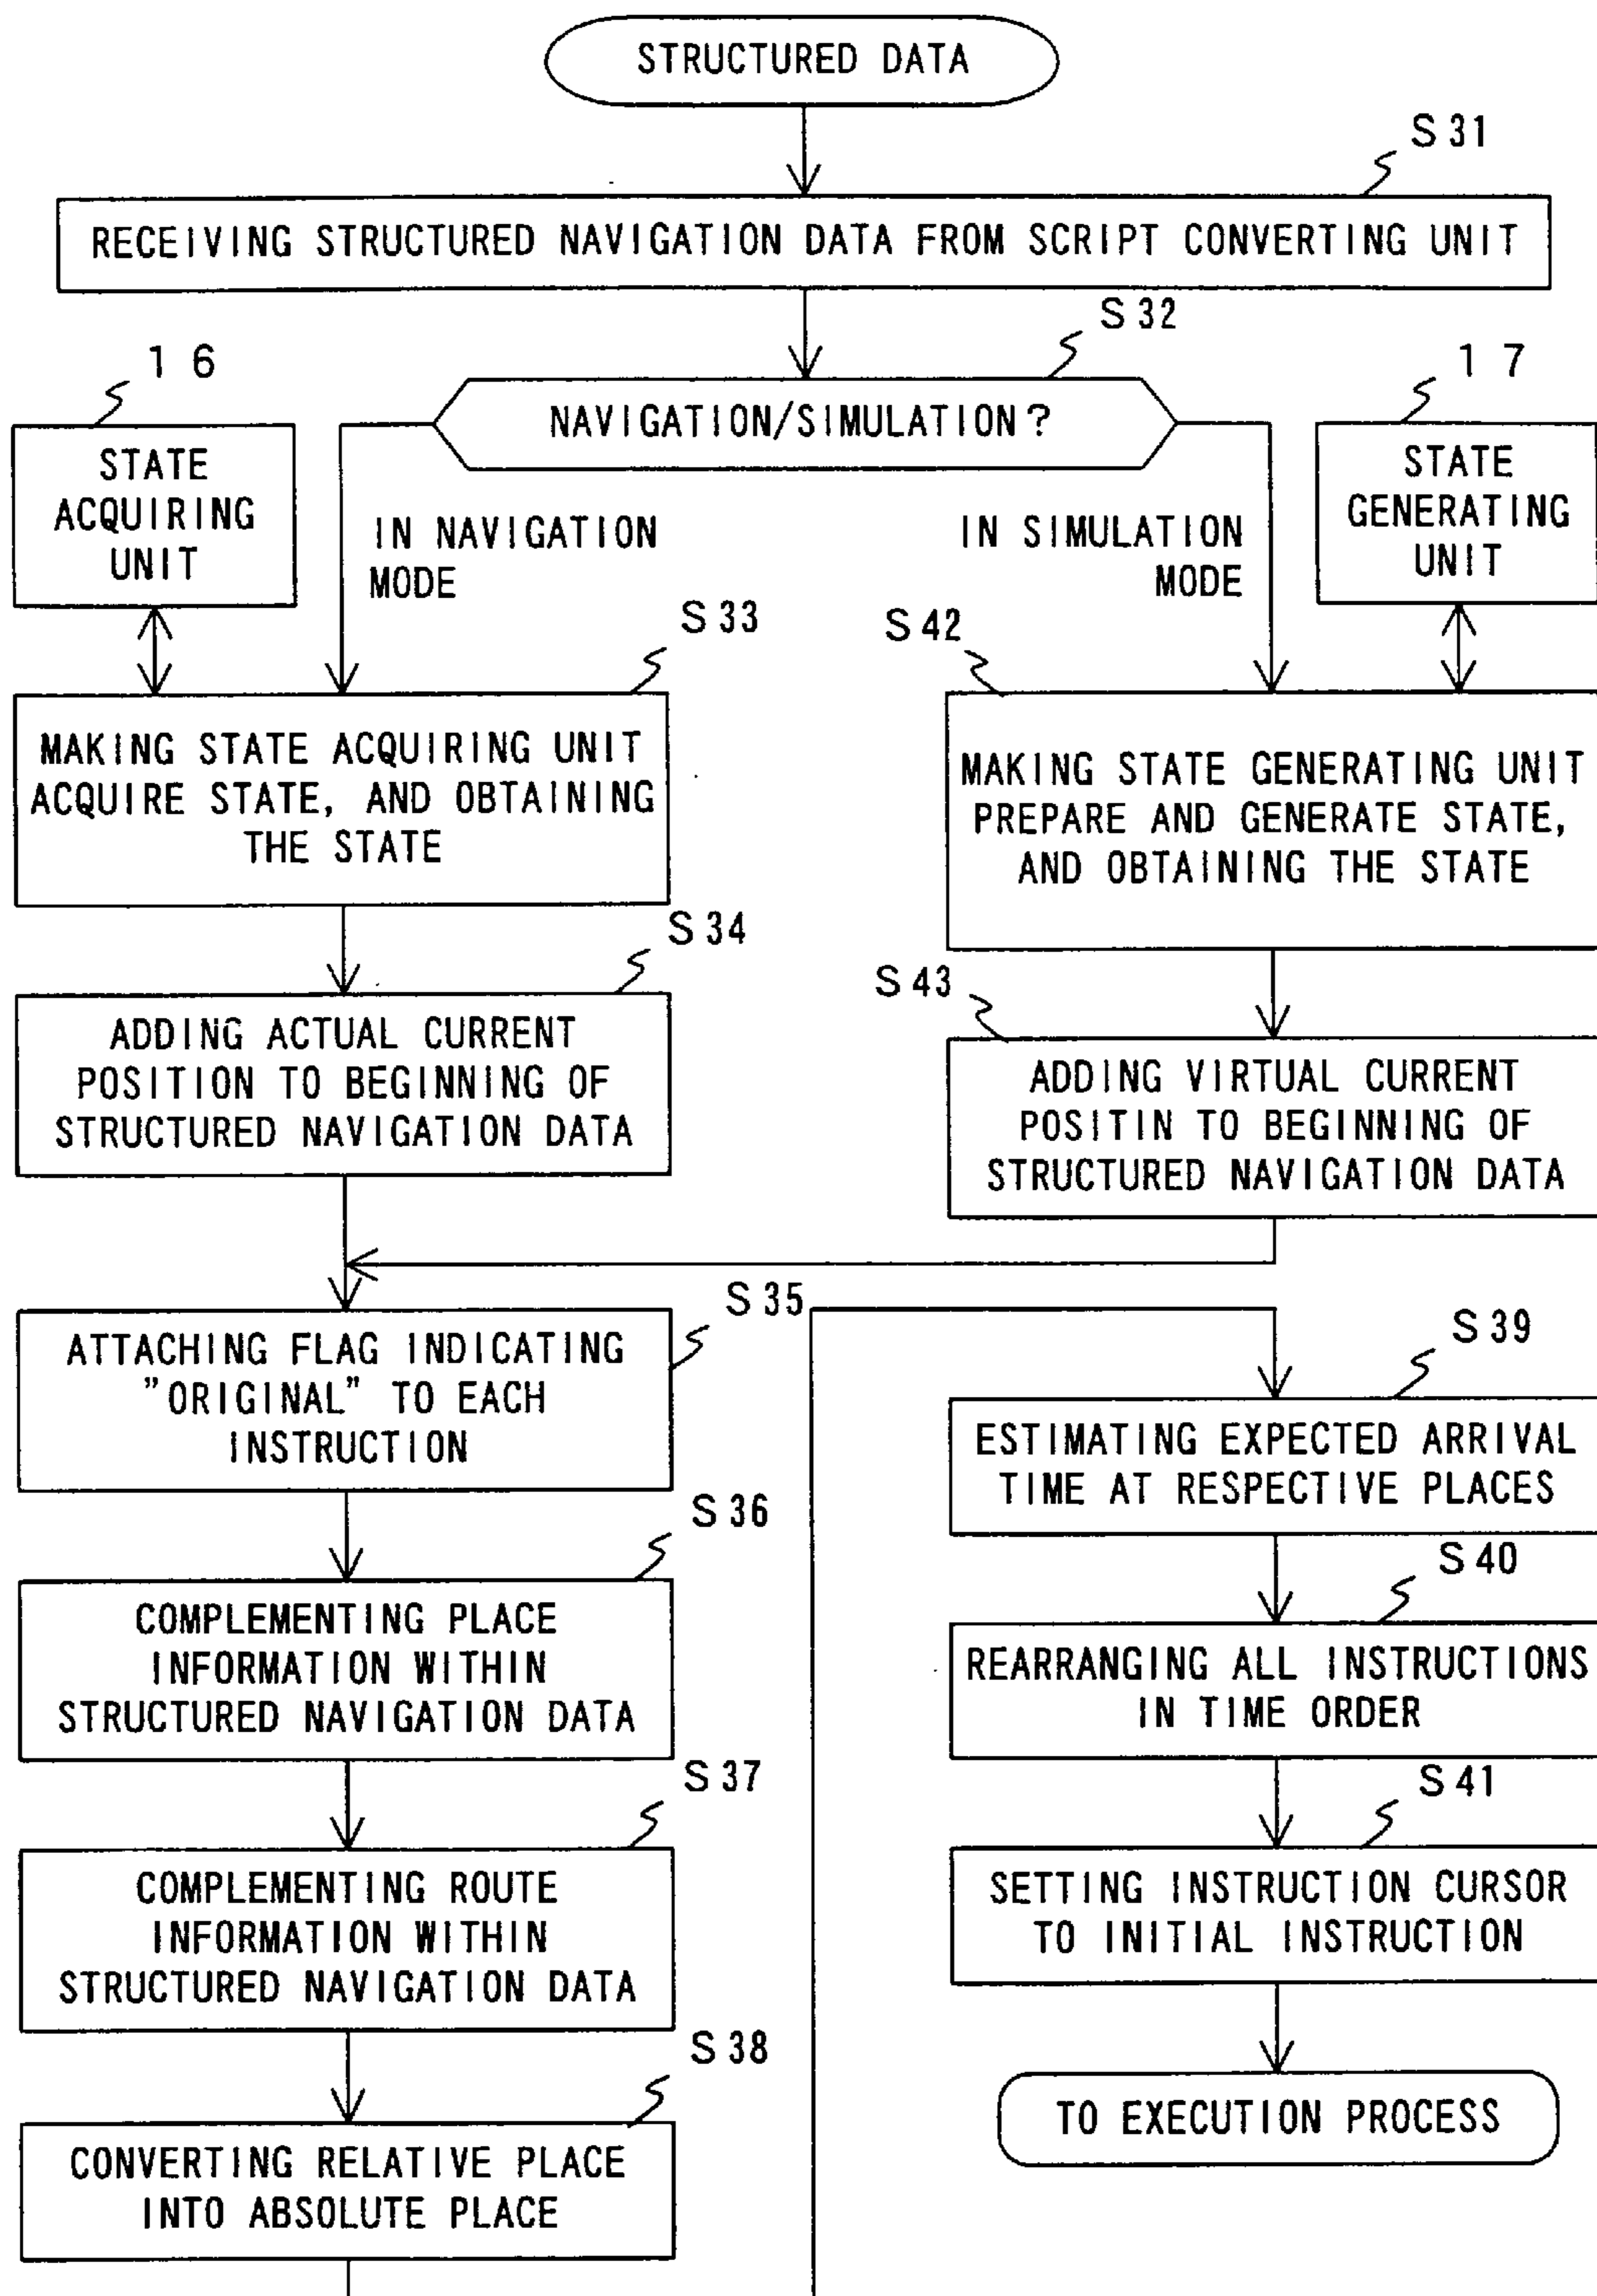 STRUCTURED DATA
S31
RECEIVING STRUCTURED NAVIGATION DATA FROM SCRIPT CONVERTING UNIT
S32
NAVIGATION/SIMULATION?
16
STATE
ACQUIRING
UNIT
IN NAVIGATION
MODE
IN SIMULATION
MODE
17
STATE
GENERATING
UNIT
S33
MAKING STATE ACQUIRING UNIT
ACQUIRE STATE, AND OBTAINING
THE STATE
S42
MAKING STATE GENERATING UNIT
PREPARE AND GENERATE STATE,
AND OBTAINING THE STATE
S34
ADDING ACTUAL CURRENT
POSITION TO BEGINNING OF
STRUCTURED NAVIGATION DATA
S43
ADDING VIRTUAL CURRENT
POSITIN TO BEGINNING OF
STRUCTURED NAVIGATION DATA
S35
ATTACHING FLAG INDICATING
"ORIGINAL" TO EACH
INSTRUCTION
S36
COMPLEMENTING PLACE
INFORMATION WITHIN
STRUCTURED NAVIGATION DATA
S37
COMPLEMENTING ROUTE
INFORMATION WITHIN
STRUCTURED NAVIGATION DATA
S38
CONVERTING RELATIVE PLACE
INTO ABSOLUTE PLACE
S39
ESTIMATING EXPECTED ARRIVAL
TIME AT RESPECTIVE PLACES
S40
REARRANGING ALL INSTRUCTIONS
IN TIME ORDER
S41
SETTING INSTRUCTION CURSOR
TO INITIAL INSTRUCTION
TO EXECUTION PROCESS